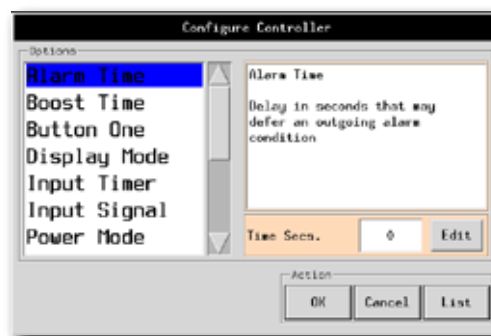 Configure Controller
Options
Alarm Time
Boost Time
Button One
Display Mode
Input Timer
Input Signal
Power Mode
Alarm Time
Delay in seconds that may
defer an outgoing alarm
condition
Time Secs.
0
Edit
Action
OK
Cancel
List